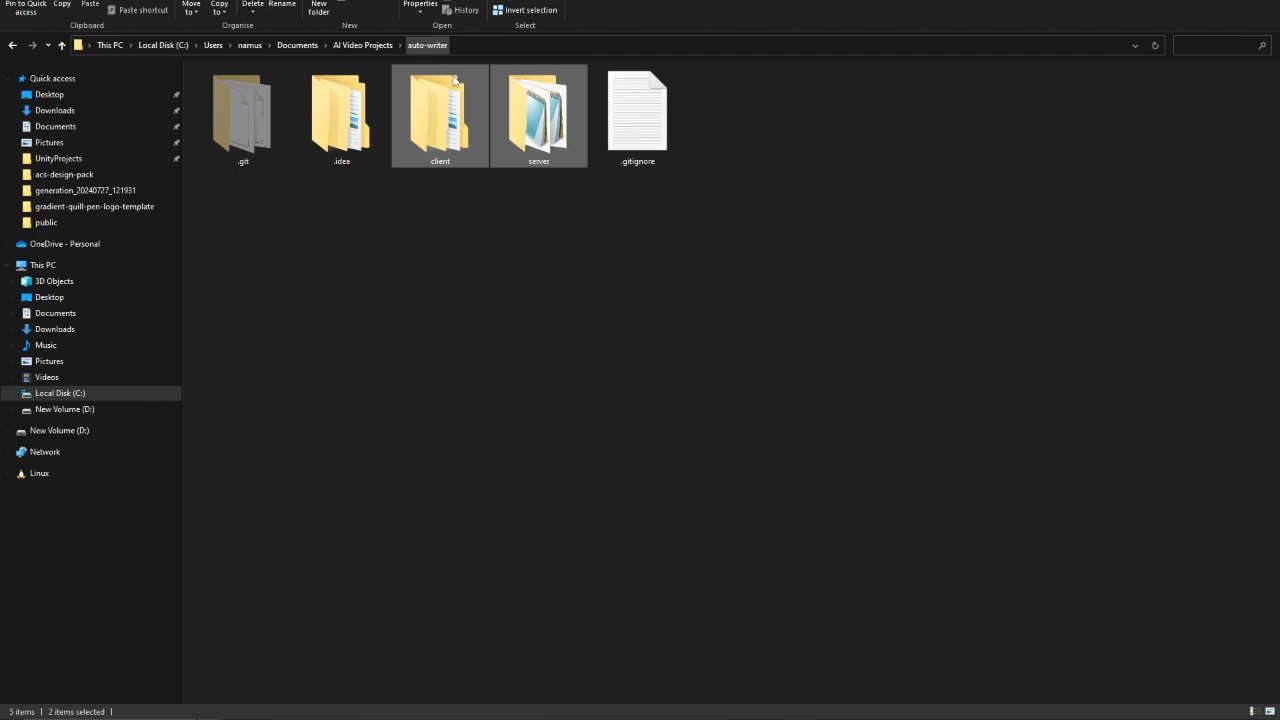 Pin to Quick access
Copy
Paste
Paste shortcut
Move to
Copy to
Delete
Rename
New folder
Properties
History
Invert selection
Clipboard
Organise
New
Open
Select
This PC > Local Disk (C:) > Users > namus > Documents > AI Video Projects > auto-writer
Quick access
Desktop
Downloads
Documents
Pictures
UnityProjects
acs-design-pack
generation_20240727_121931
gradient-quill-pen-logo-template
public
OneDrive - Personal
This PC
3D Objects
Desktop
Documents
Downloads
Music
Pictures
Videos
Local Disk (C:)
New Volume (D:)
New Volume (D:)
Network
Linux
.git
.idea
client
server
.gitignore
5 items
2 items selected